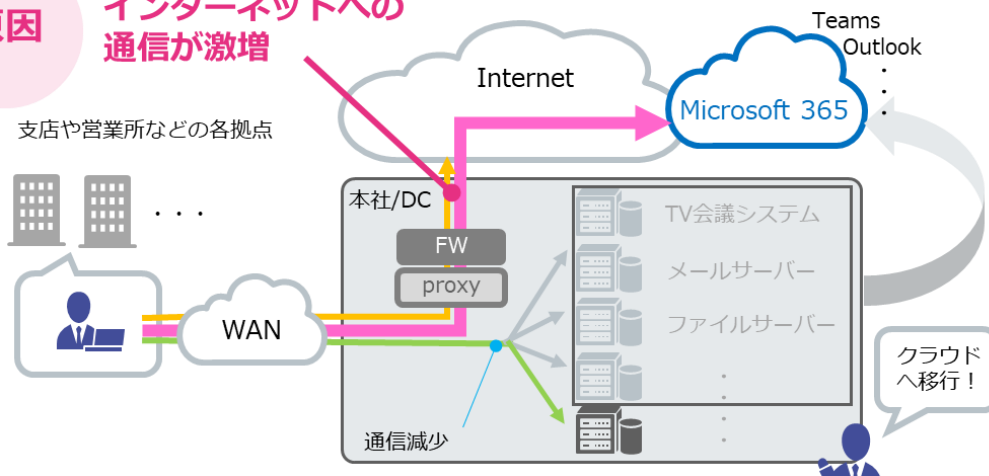 原因
インターネットへの
通信が激増
Teams
Outlook
・
・
・
Internet
Microsoft 365
支店や営業所などの各拠点
・・・
本社/DC
FW
proxy
WAN
TV会議システム
メールサーバー
ファイルサーバー
・
・
・
・
通信減少
クラウド
へ移行！